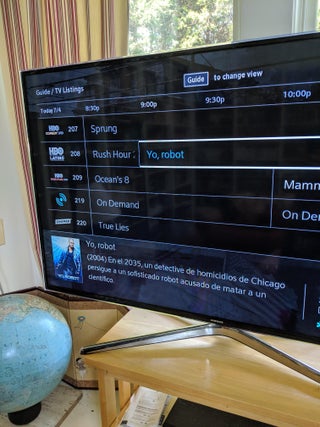 Guide to change view
Guide / TV Listings
Today 7/4 8:30p 9:00p 9:30p 10:00p
HBO 207 Sprung
HBO LATINO 208 Rush Hour Yo, robot
HBO 209 Ocean's 8 Mamm
219 On Demand On De
220 True Lies
Yo, robot
(2004) En el 2035, un detective de homicidios de Chicago
persigue a un sofisticado robot acusado de matar a un
científico.